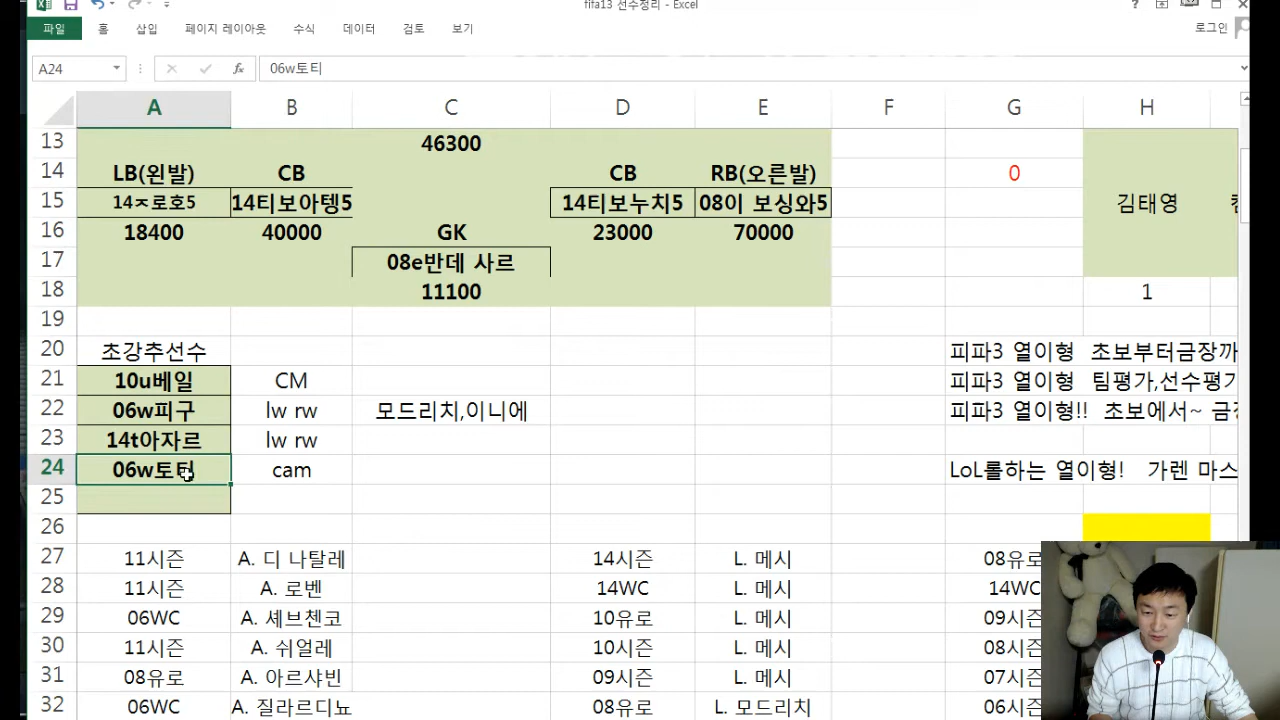 fifa13 선수정리 - Excel
파일 홈 삽입 페이지 레이아웃 수식 데이터 검토 보기 로그인
A24 fx 06w토티
A B C D E F G H
13 46300
14 LB(왼발) CB CB RB(오른발) 0
15 14ㅈ로호5 14티보아텡5 14티보누치5 08이 보싱와5 김태영
16 18400 40000 GK 23000 70000
17 08e반데 사르
18 11100 1
19
20 초강추선수 피파3 열이형 초보부터금장까
21 10u베일 CM 피파3 열이형 팀평가,선수평가
22 06w피구 lw rw 모드리치,이니에 피파3 열이형!! 초보에서~ 금장
23 14t아자르 lw rw
24 06w토티 cam LoL롤하는 열이형! 가렌 마스
25
26
27 11시즌 A. 디 나탈레 14시즌 L. 메시 08유로
28 11시즌 A. 로벤 14WC L. 메시 14WC
29 06WC A. 셰브첸코 10유로 L. 메시 09시즌
30 11시즌 A. 쉬얼레 10시즌 L. 메시 08시즌
31 08유로 A. 아르샤빈 09시즌 L. 메시 07시즌
32 06WC A. 질라르디뇨 08유로 L. 모드리치 06시즌